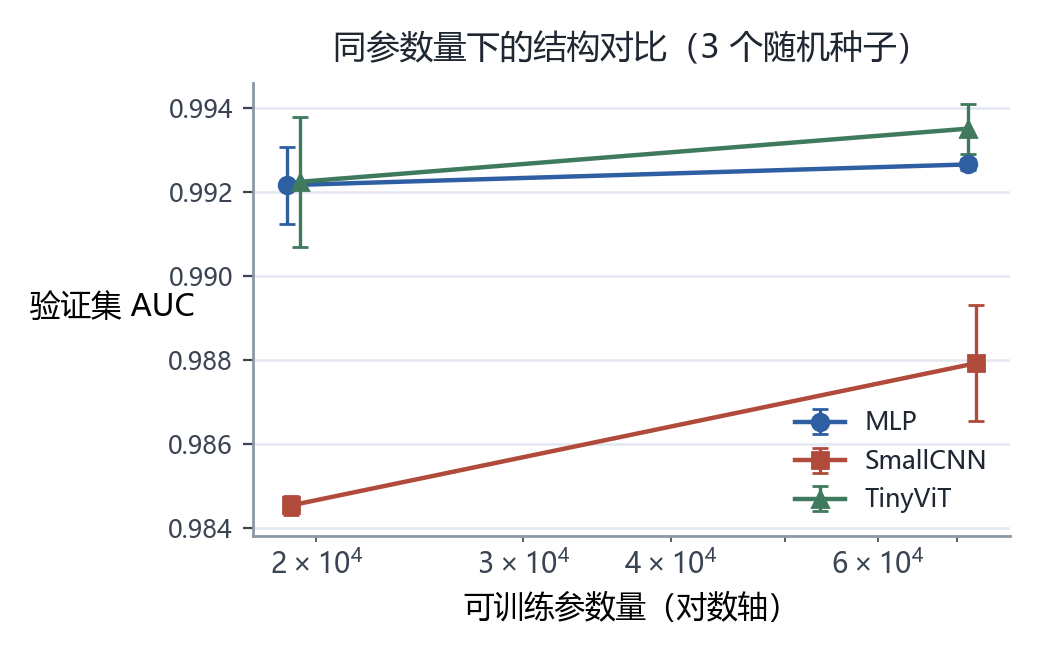 同参数量下的结构对比（3 个随机种子）
0.994
0.992
0.990
验证集 AUC
0.988
0.986
0.984
MLP
SmallCNN
TinyViT
2 × 10⁴
3 × 10⁴
4 × 10⁴
6 × 10⁴
可训练参数量（对数轴）